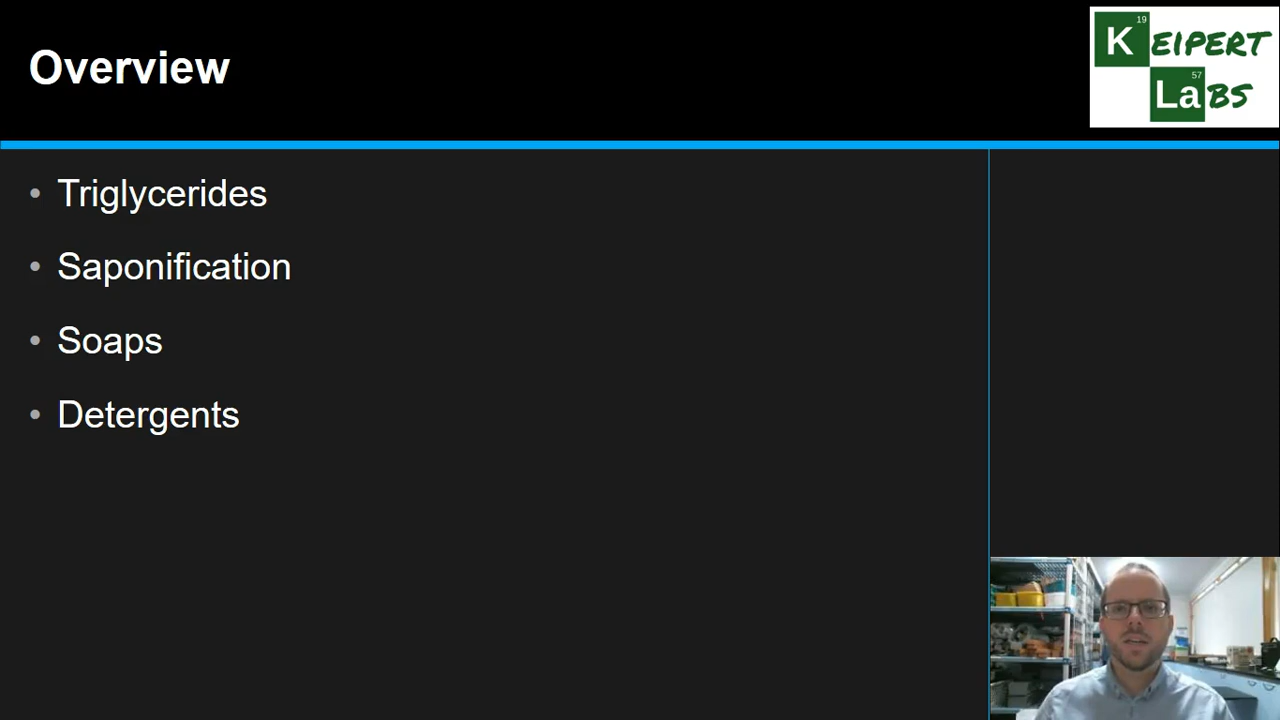 Overview
19
KEIPERT
57
LaBS
• Triglycerides
• Saponification
• Soaps
• Detergents